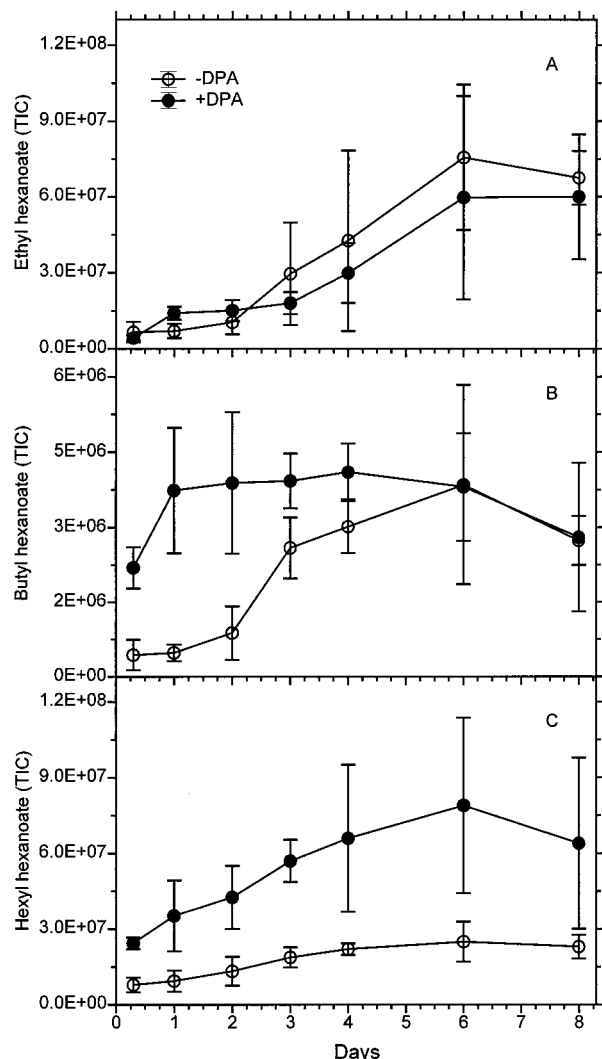 1.2E+08
A
-DPA
+DPA
9.0E+07
6.0E+07
3.0E+07
0.0E+00
Ethyl hexanoate (TIC)
6E+06
B
5E+06
3E+06
2E+06
0E+00
Butyl hexanoate (TIC)
1.2E+08
C
9.0E+07
6.0E+07
3.0E+07
0.0E+00
Hexyl hexanoate (TIC)
0 1 2 3 4 5 6 7 8
Days